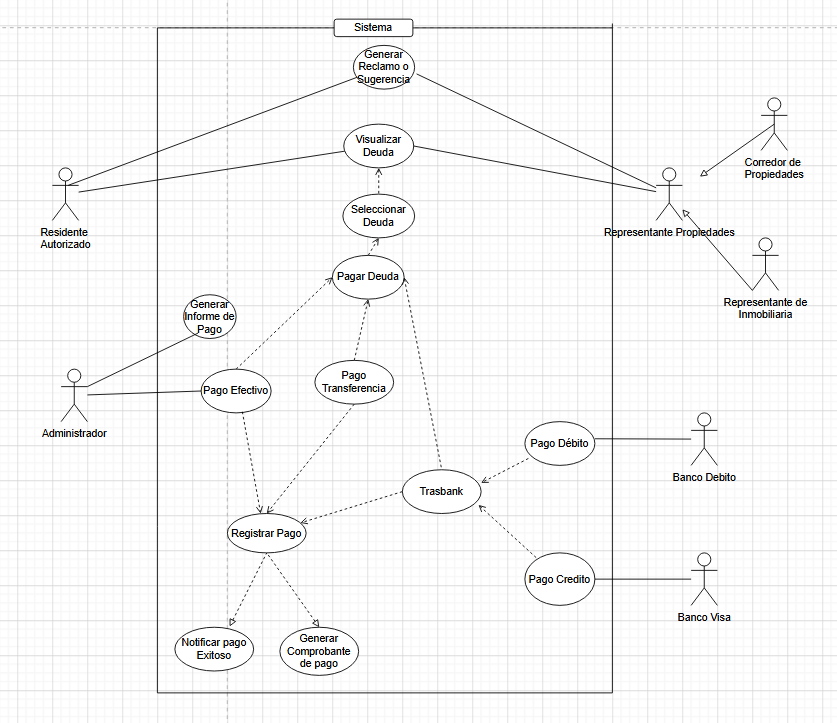 Sistema
Generar
Reclamo o
Sugerencia
Visualizar
Deuda
Corredor de
Propiedades
Residente
Autorizado
Seleccionar
Deuda
Representante Propiedades
Pagar Deuda
Generar
Informe de
Pago
Representante de
Inmobiliaria
Pago Efectivo
Pago
Transferencia
Administrador
Pago Débito
Banco Debito
Trasbank
Registrar Pago
Pago Credito
Banco Visa
Notificar pago
Exitoso
Generar
Comprobante
de pago